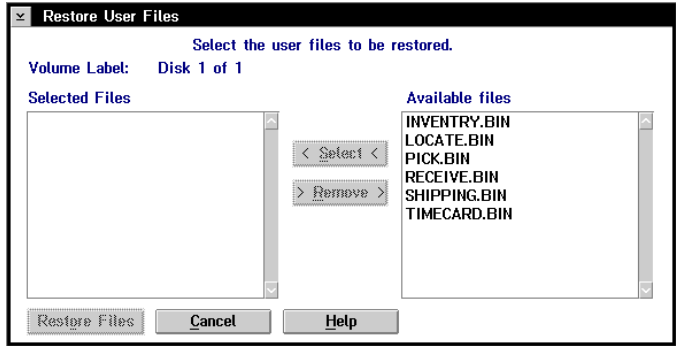 Restore User Files
Select the user files to be restored.
Volume Label: Disk 1 of 1
Selected Files
Available files
INVENTRY.BIN
LOCATE.BIN
PICK.BIN
RECEIVE.BIN
SHIPPING.BIN
TIMECARD.BIN
< Select <
> Remove >
Restore Files
Cancel
Help